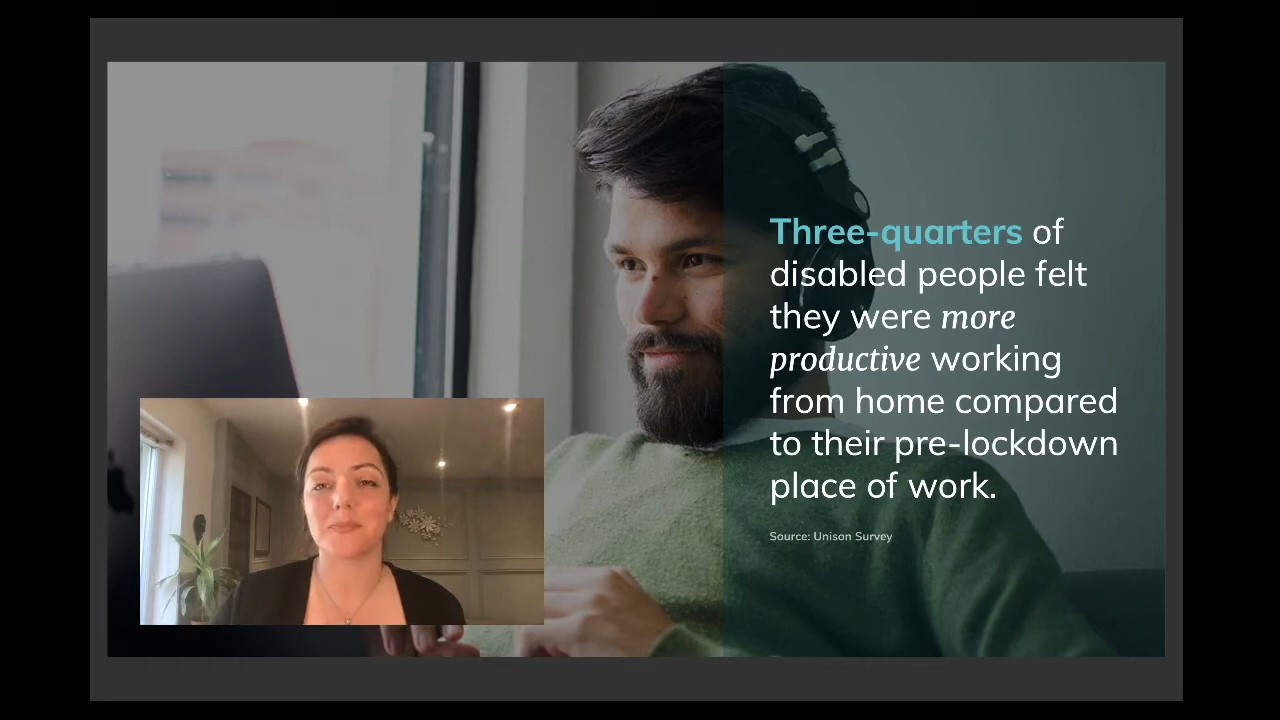 Three-quarters of
disabled people felt
they were more
productive working
from home compared
to their pre-lockdown
place of work.
Source: Unison Survey